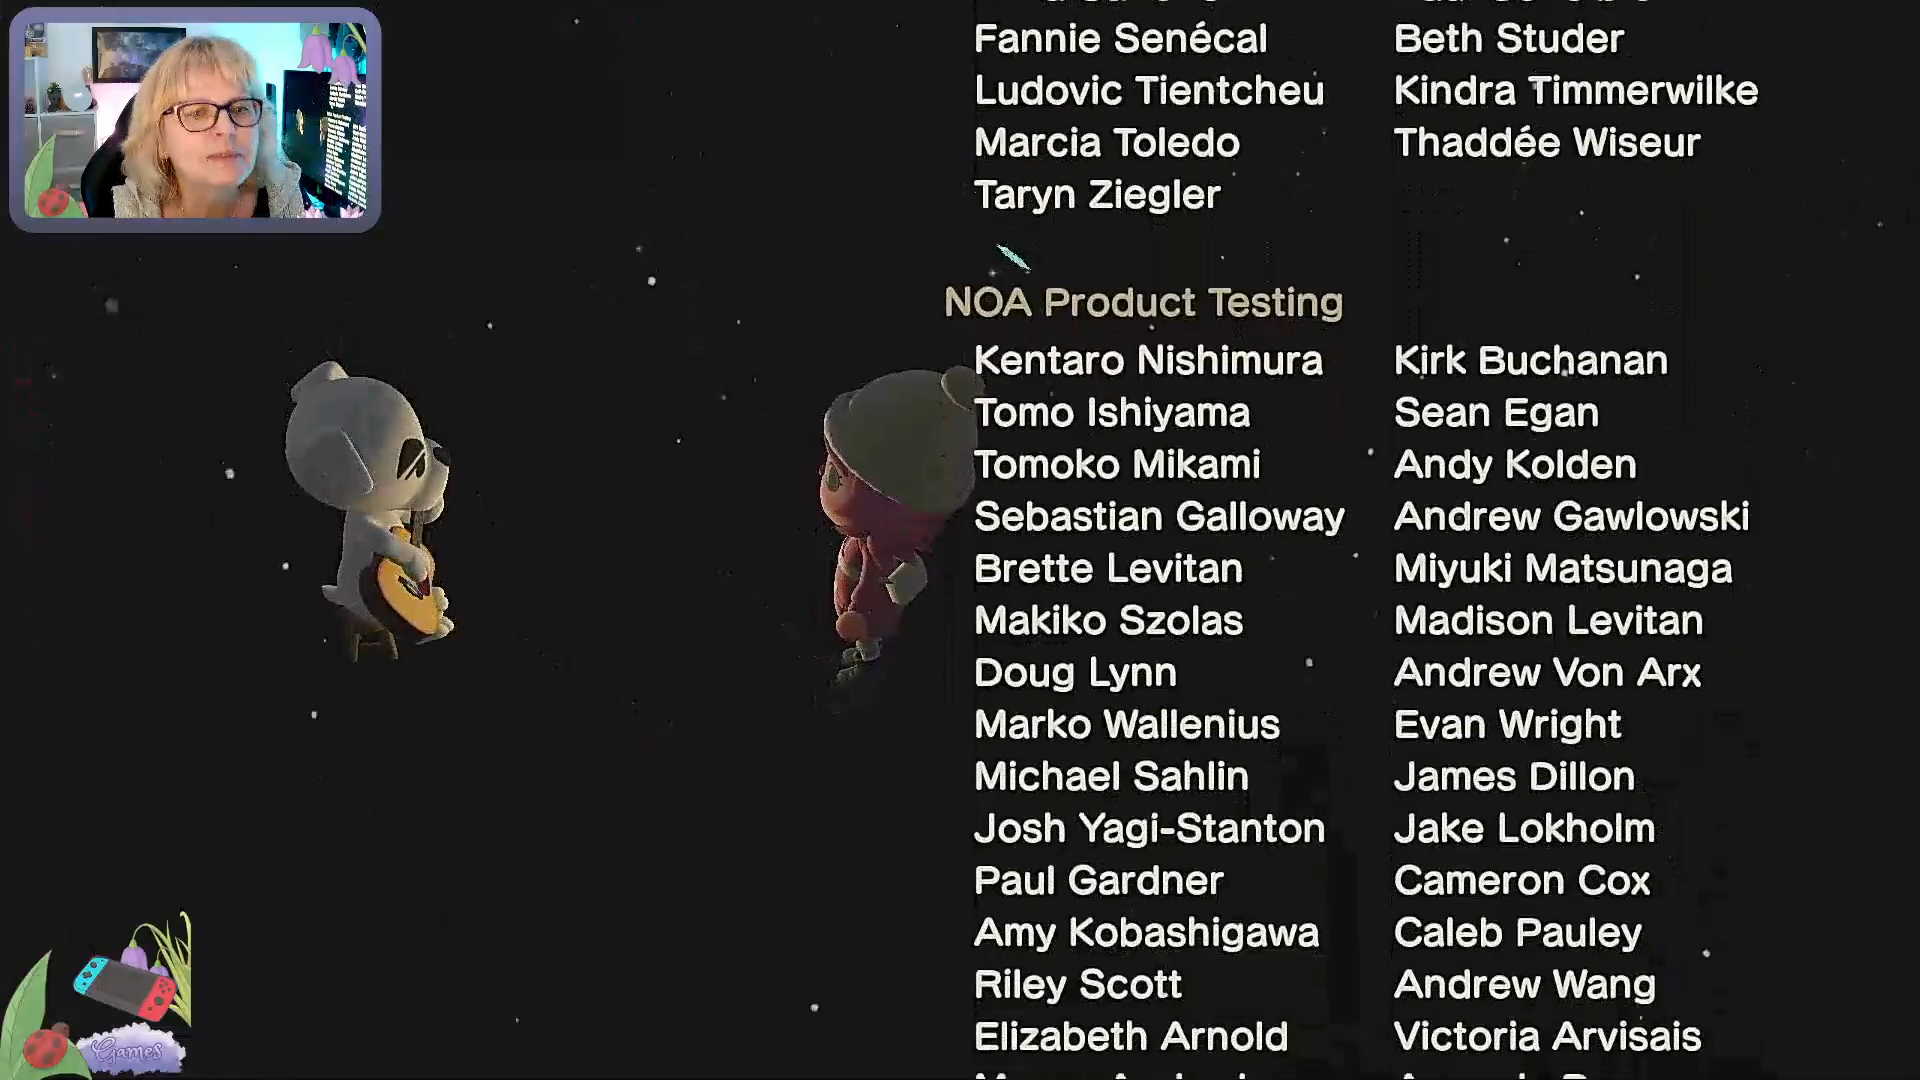 Fannie Senécal
Beth Studer
Ludovic Tientcheu
Kindra Timmerwilke
Marcia Toledo
Thaddée Wiseur
Taryn Ziegler
NOA Product Testing
Kentaro Nishimura
Kirk Buchanan
Tomo Ishiyama
Sean Egan
Tomoko Mikami
Andy Kolden
Sebastian Galloway
Andrew Gawlowski
Brette Levitan
Miyuki Matsunaga
Makiko Szolas
Madison Levitan
Doug Lynn
Andrew Von Arx
Marko Wallenius
Evan Wright
Michael Sahlin
James Dillon
Josh Yagi-Stanton
Jake Lokholm
Paul Gardner
Cameron Cox
Amy Kobashigawa
Caleb Pauley
Riley Scott
Andrew Wang
Elizabeth Arnold
Victoria Arvisais
Games